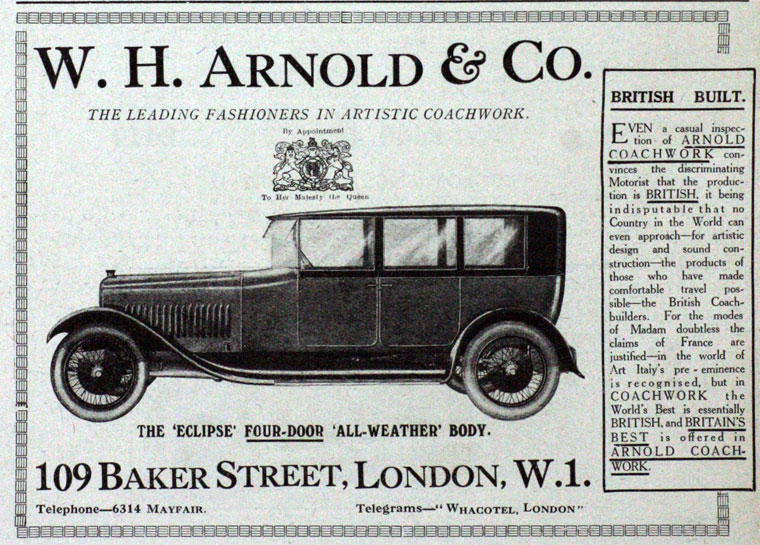 W. H. ARNOLD & CO.
THE LEADING FASHIONERS IN ARTISTIC COACHWORK.
By Appointment
To Her Majesty the Queen
THE 'ECLIPSE' FOUR-DOOR 'ALL-WEATHER' BODY.
109 BAKER STREET, LONDON, W.1.
Telephone—6314 MAYFAIR.
Telegrams—"WHACOTEL, LONDON"
BRITISH BUILT.
EVEN a casual inspec-
tion of ARNOLD
COACHWORK con-
vinces the discriminating
Motorist that the produc-
tion is BRITISH, it being
indisputable that no
Country in the World can
even approach—for artistic
design and sound con-
struction—the products of
those who have made
comfortable travel pos-
sible—the British Coach-
builders. For the modes
of Madam doubtless the
claims of France are
justified—in the world of
Art Italy's pre-eminence
is recognised, but in
COACHWORK the
World's Best is essentially
BRITISH, and BRITAIN'S
BEST is offered in
ARNOLD COACH-
WORK.